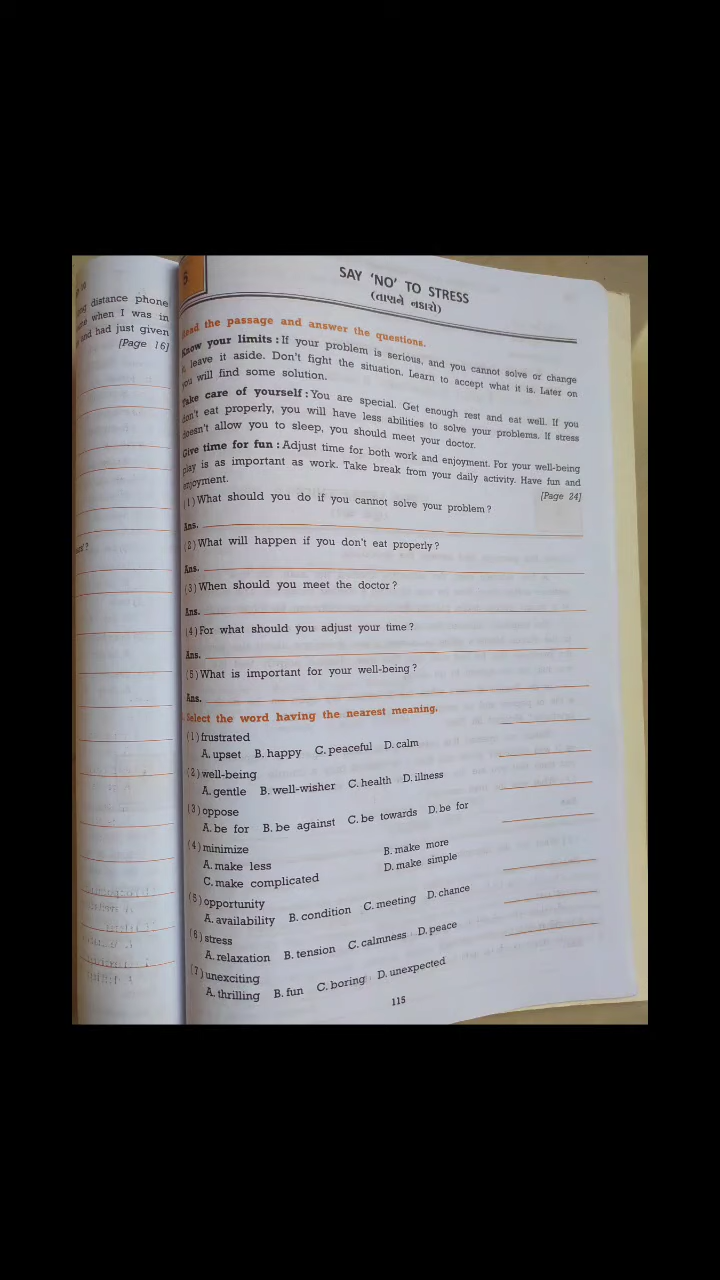 distance phone
when I was in
and had just given
[Page 16]
5
SAY 'NO' TO STRESS
(તાણને નકારો)
the passage and answer the questions.
Know your limits : If your problem is serious, and you cannot solve or change
leave it aside. Don't fight the situation. Learn to accept what it is. Later on
you will find some solution.
Take care of yourself : You are special. Get enough rest and eat well. If you
don't eat properly, you will have less abilities to solve your problems. If stress
doesn't allow you to sleep, you should meet your doctor.
Give time for fun : Adjust time for both work and enjoyment. For your well-being
play is as important as work. Take break from your daily activity. Have fun and
enjoyment.
[Page 24]
(1) What should you do if you cannot solve your problem ?
Ans.
(2) What will happen if you don't eat properly ?
Ans.
(3) When should you meet the doctor ?
Ans.
(4) For what should you adjust your time ?
Ans.
(5) What is important for your well-being ?
Ans.
Select the word having the nearest meaning.
(1) frustrated
A. upset B. happy C. peaceful D. calm
(2) well-being
A. gentle B. well-wisher C. health D. illness
(3) oppose
A. be for B. be against C. be towards D. be for
(4) minimize
A. make less B. make more
C. make complicated D. make simple
(5) opportunity
A. availability B. condition C. meeting D. chance
(6) stress
A. relaxation B. tension C. calmness D. peace
(7) unexciting
A. thrilling B. fun C. boring D. unexpected
115